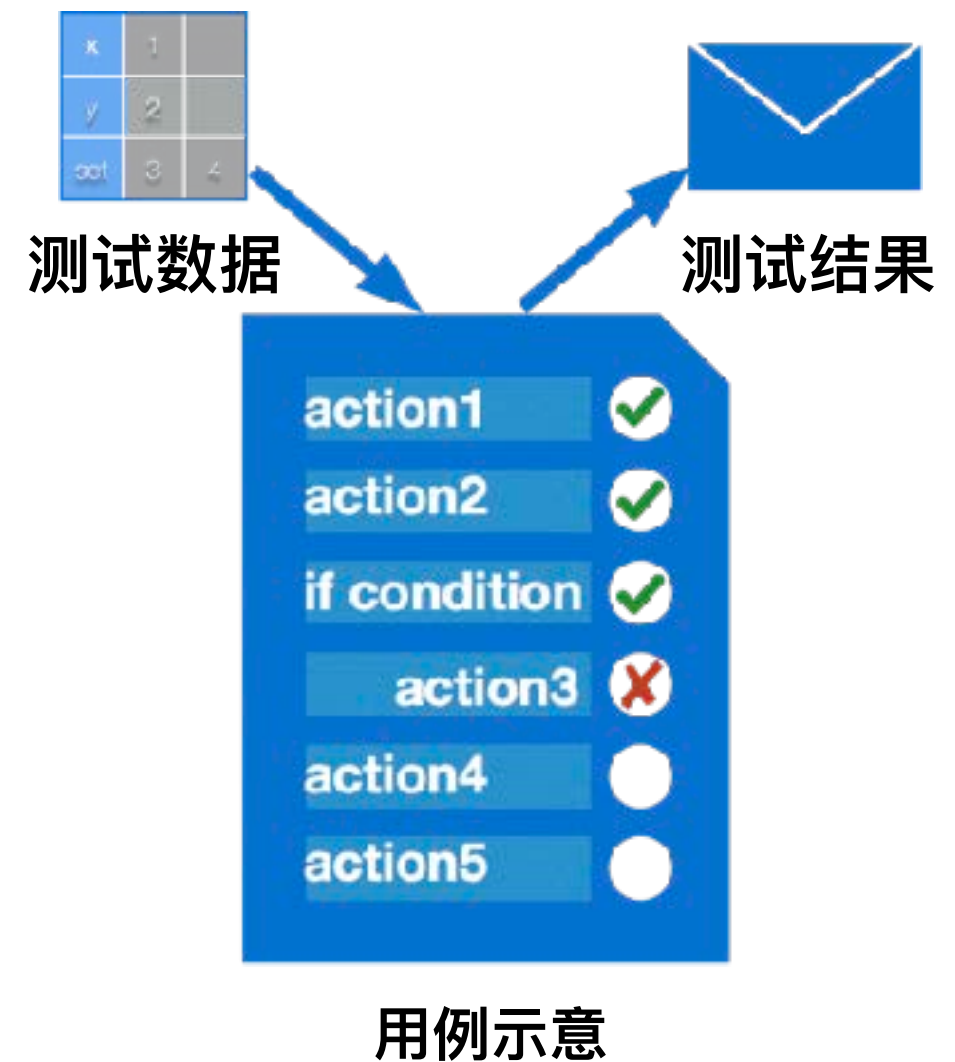 x 1
y 2
3 4
测试数据
测试结果
action1
action2
if condition
action3
action4
action5
用例示意